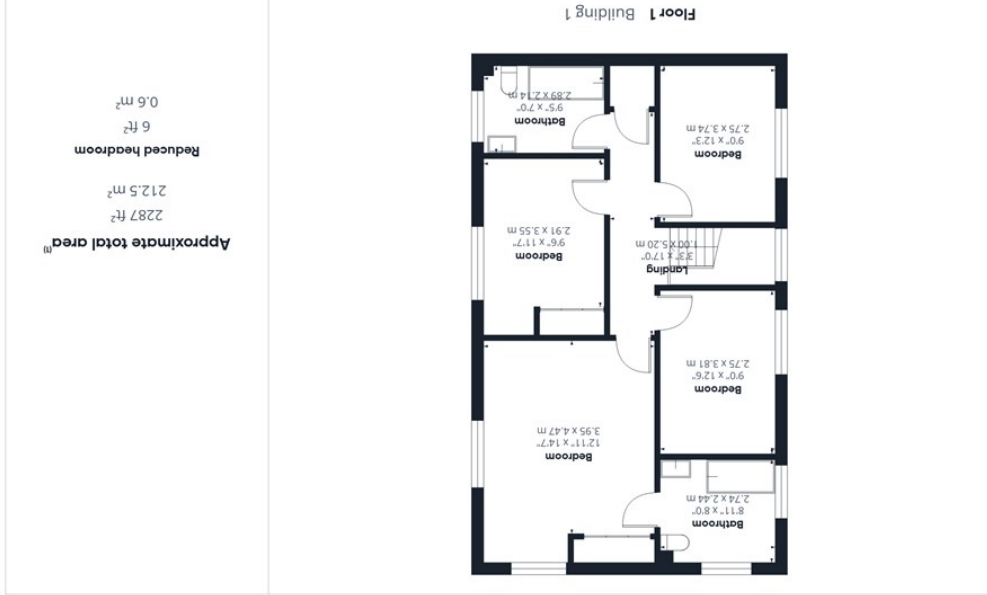 Bathroom
8'11" x 8'0"
2.74 x 2.44 m
Bedroom
12'11" x 14'7"
3.95 x 4.47 m
Bedroom
9'0" x 12'6"
2.75 x 3.81 m
Landing
3'3" x 17'0"
1.00 x 5.20 m
Bedroom
9'6" x 11'7"
2.91 x 3.55 m
Bedroom
9'0" x 12'3"
2.75 x 3.74 m
Bathroom
9'5" x 7'0"
2.89 x 2.14 m
Floor 1 Building 1
Approximate total area(1)
2287 ft²
212.5 m²
Reduced headroom
6 ft²
0.6 m²